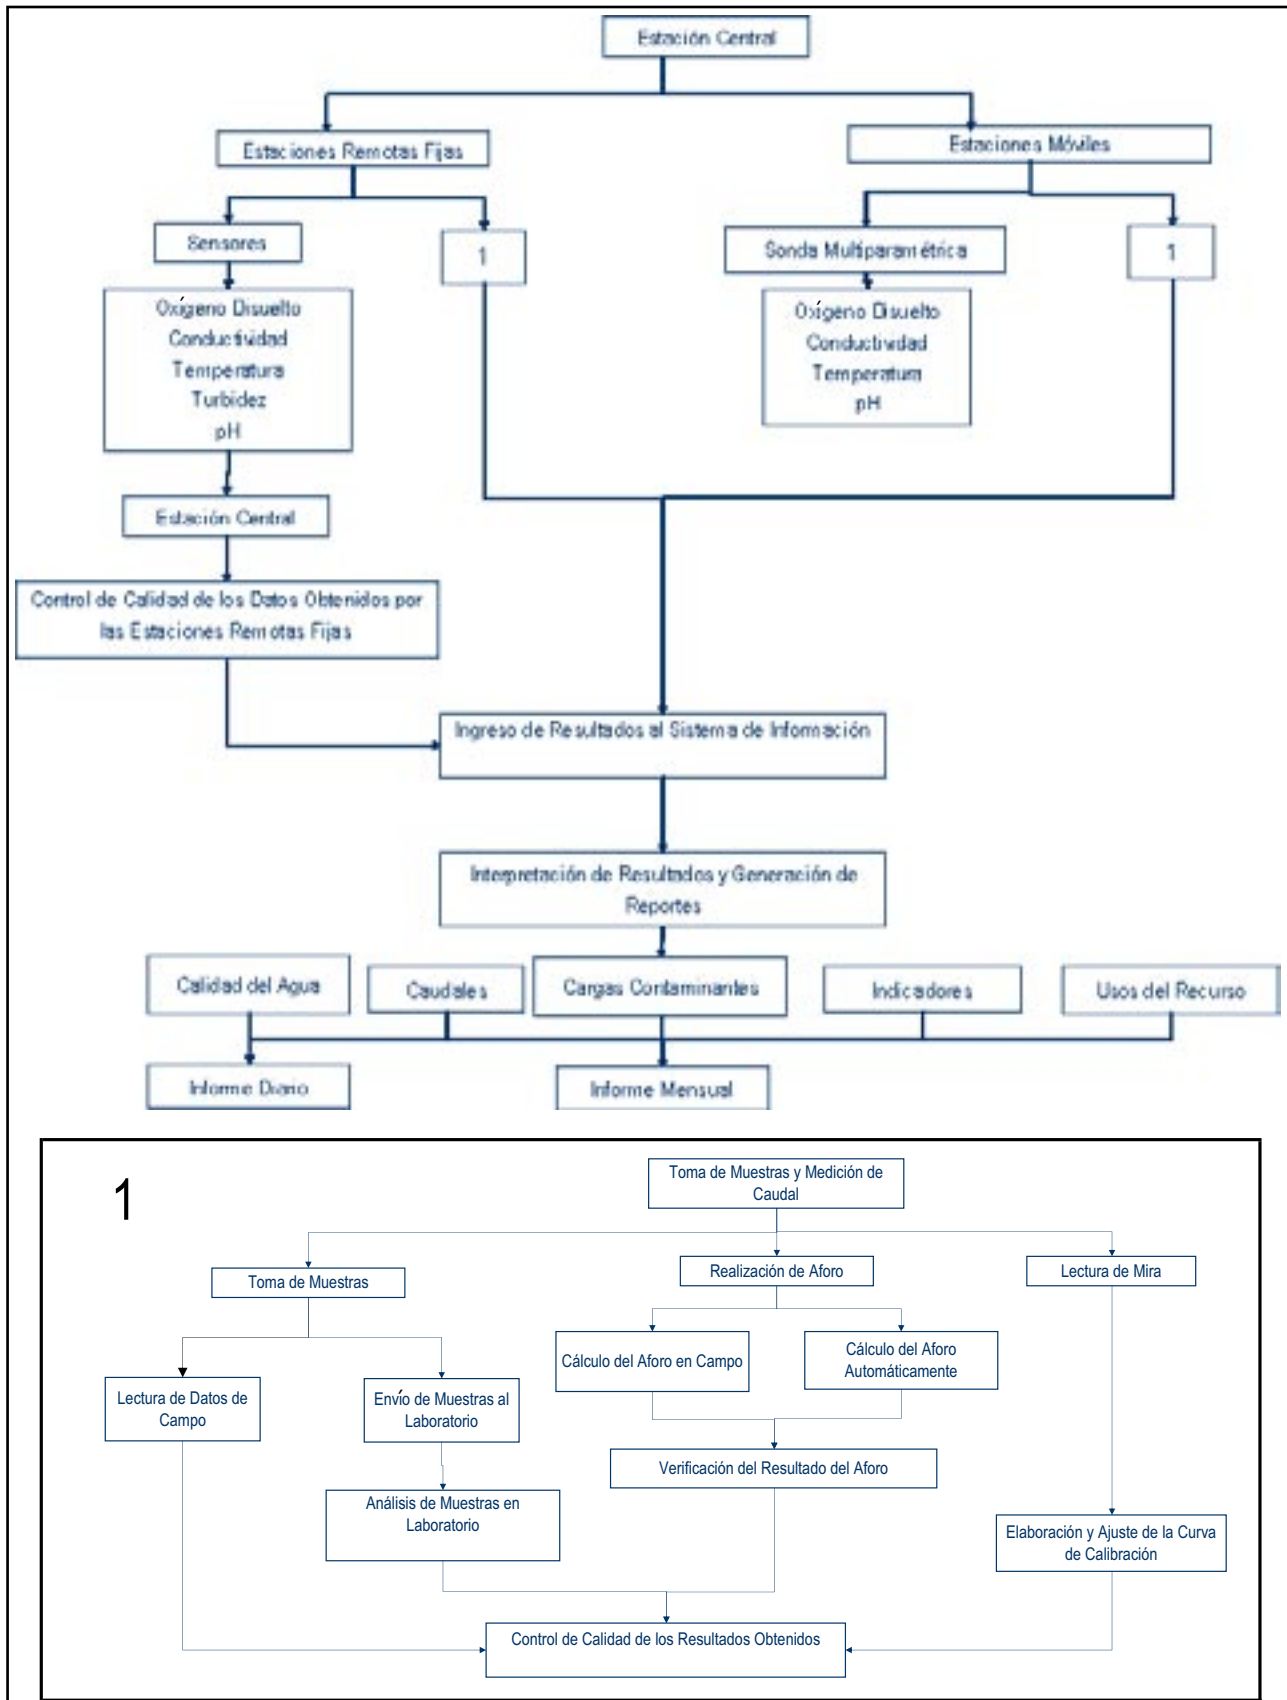 Estación Central
Estaciones Remotas Fijas
Estaciones Móviles
Sensores
1
Sonda Multiparamétrica
1
Oxígeno Disuelto
Conductividad
Temperatura
Turbidez
pH
Oxígeno Disuelto
Conductividad
Temperatura
pH
Estación Central
Control de Calidad de los Datos Obtenidos por
las Estaciones Remotas Fijas
Ingreso de Resultados al Sistema de Información
Interpretación de Resultados y Generación de
Reportes
Calidad del Agua
Caudales
Cargas Contaminantes
Indicadores
Usos del Recurso
Informe Diario
Informe Mensual
1
Toma de Muestras y Medición de
Caudal
Toma de Muestras
Realización de Aforo
Lectura de Mira
Cálculo del Aforo en Campo
Cálculo del Aforo
Automáticamente
Lectura de Datos de
Campo
Envío de Muestras al
Laboratorio
Verificación del Resultado del Aforo
Análisis de Muestras en
Laboratorio
Elaboración y Ajuste de la Curva
de Calibración
Control de Calidad de los Resultados Obtenidos